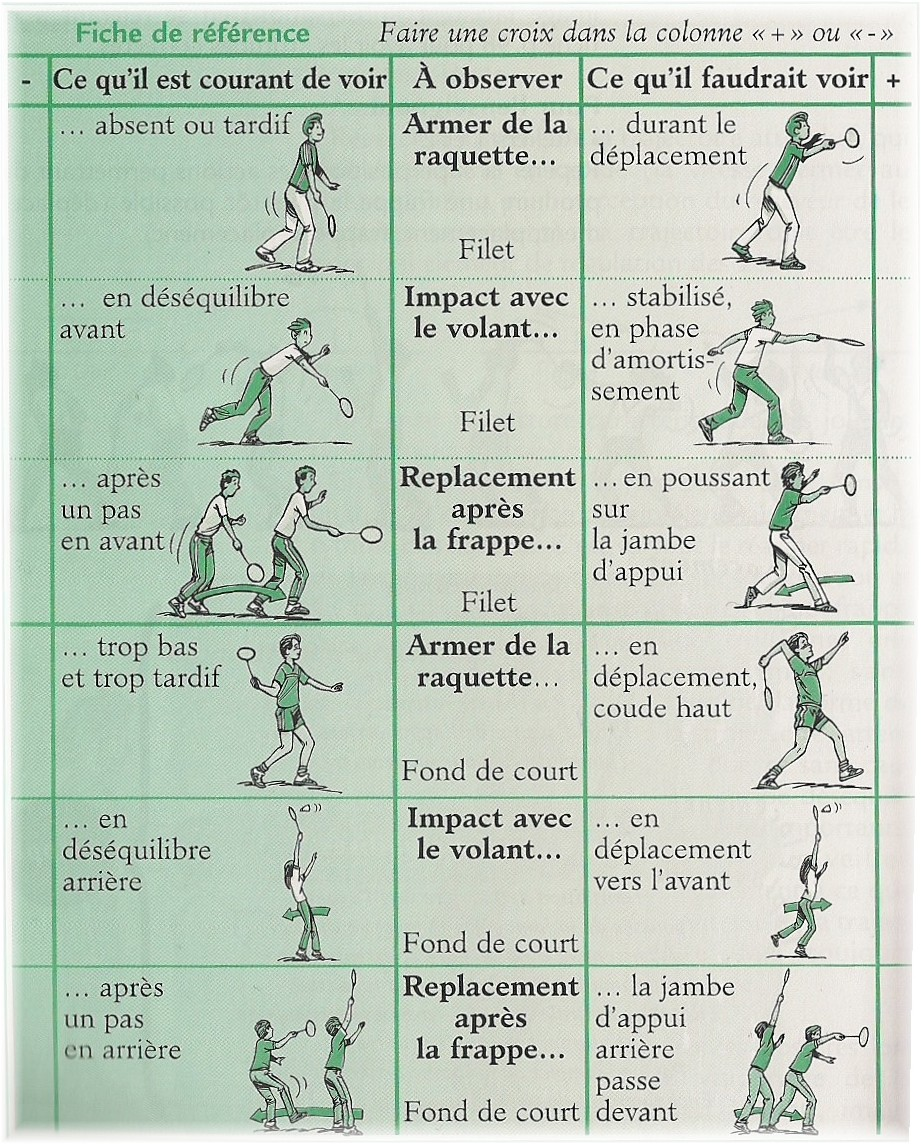 Fiche de référence Faire une croix dans la colonne « + » ou « - »
- Ce qu'il est courant de voir À observer Ce qu'il faudrait voir +
... absent ou tardif
Armer de la
raquette...
Filet
... durant le
déplacement
... en déséquilibre
avant
Impact avec
le volant...
Filet
... stabilisé,
en phase
d'amortis-
sement
... après
un pas
en avant
Replacement
après
la frappe...
Filet
... en poussant
sur
la jambe
d'appui
... trop bas
et trop tardif
Armer de la
raquette...
Fond de court
... en
déplacement,
coude haut
... en
déséquilibre
arrière
Impact avec
le volant...
Fond de court
... en
déplacement
vers l'avant
... après
un pas
en arrière
Replacement
après
la frappe...
Fond de court
... la jambe
d'appui
arrière
passe
devant